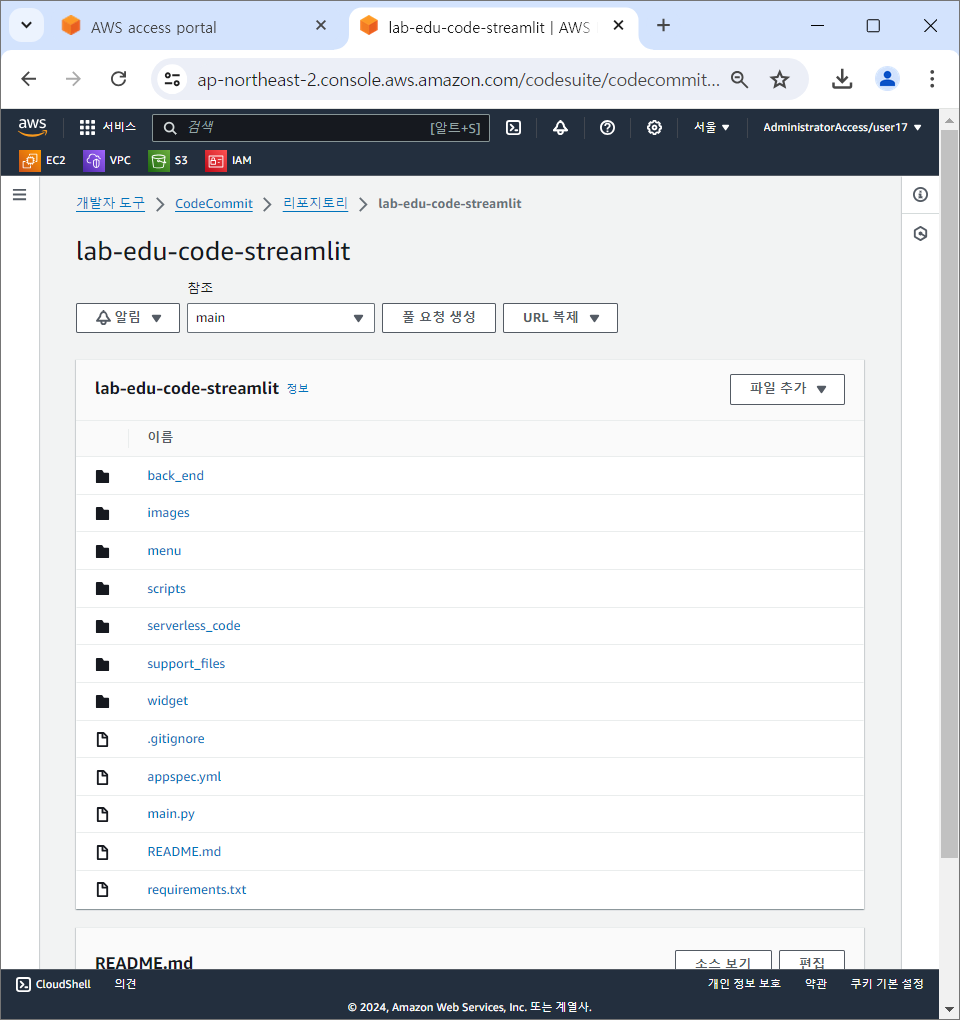 AWS access portal
lab-edu-code-streamlit | AWS
ap-northeast-2.console.aws.amazon.com/codesuite/codecommit...
aws
서비스
검색
[알트+S]
서울
AdministratorAccess/user17
EC2
VPC
S3
IAM
개발자 도구 > CodeCommit > 리포지토리 > lab-edu-code-streamlit
lab-edu-code-streamlit
참조
알림
main
풀 요청 생성
URL 복제
lab-edu-code-streamlit 정보
파일 추가
이름
back_end
images
menu
scripts
serverless_code
support_files
widget
.gitignore
appspec.yml
main.py
README.md
requirements.txt
README.md
소스 보기
편집
CloudShell
의견
개인 정보 보호
약관
쿠키 기본 설정
© 2024, Amazon Web Services, Inc. 또는 계열사.